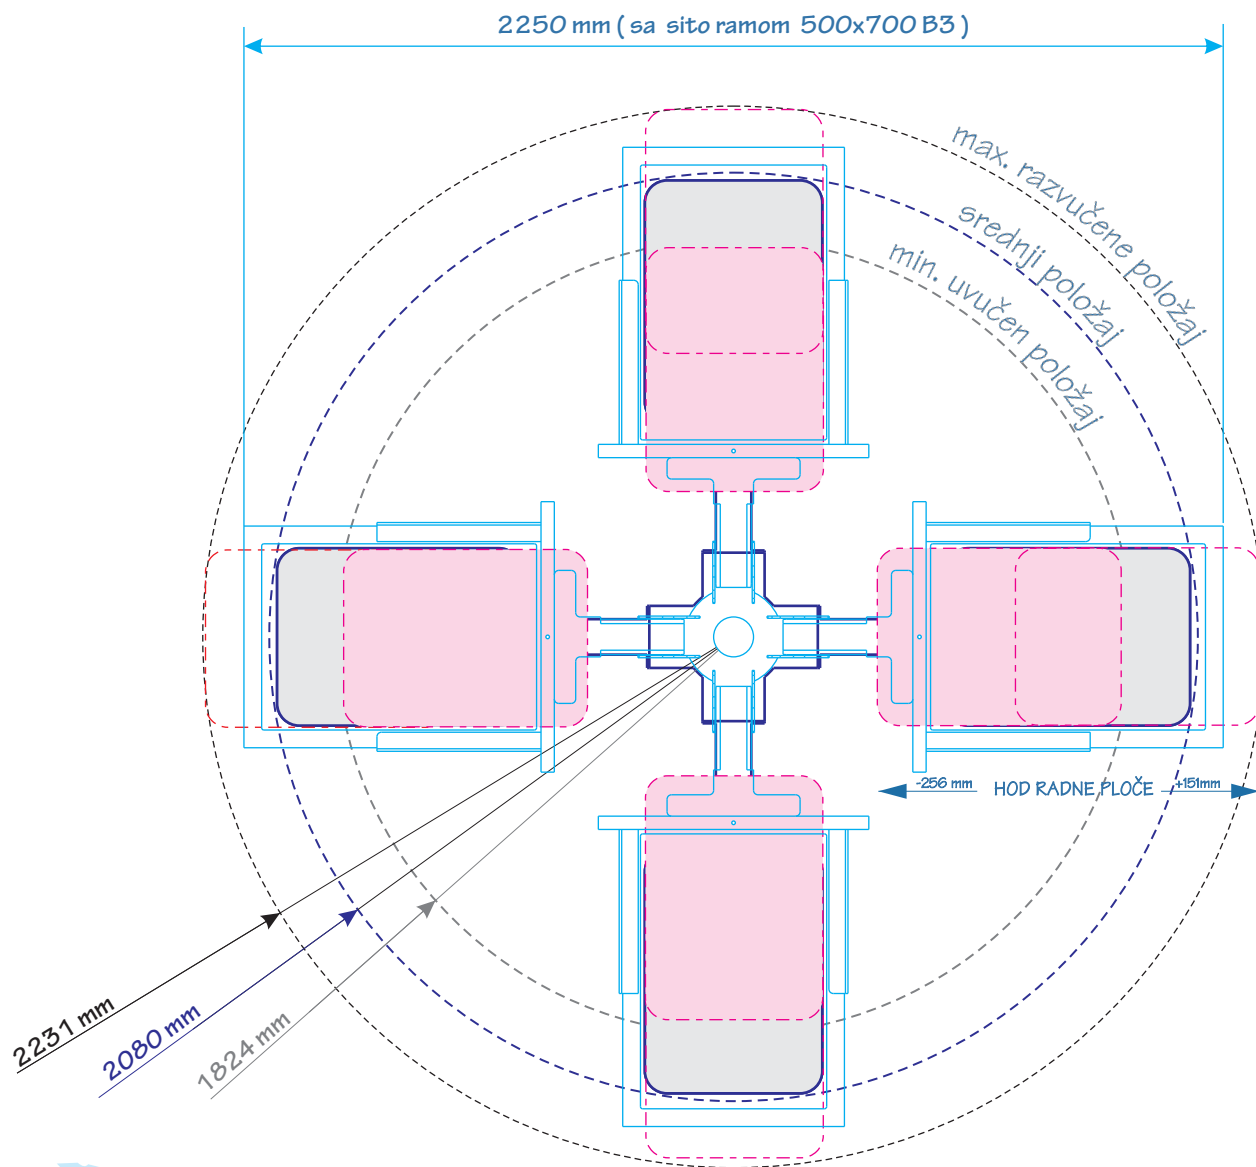 2250 mm ( sa sito ramom 500x700 B3 )
max. razvučene položaj
srednji položaj
min. uvučen položaj
-256 mm HOD RADNE PLOČE +151mm
2231 mm
2080 mm
1824 mm